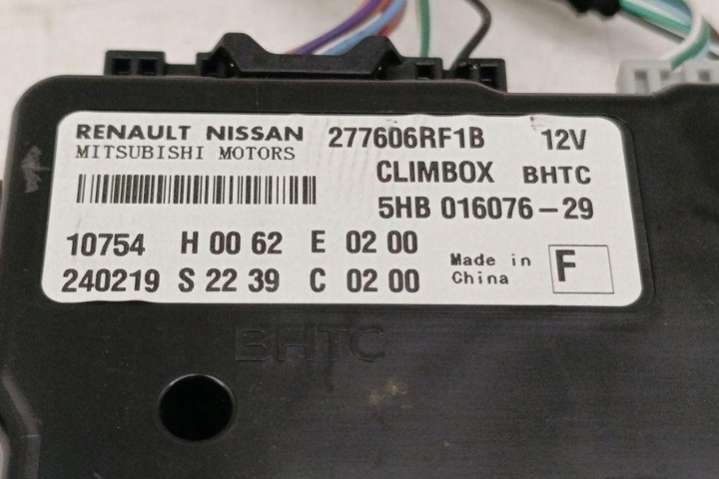 RENAULT NISSAN 277606RF1B 12V
MITSUBISHI MOTORS
CLIMBOX BHTC
5HB 016076-29
10754 H 00 62 E 02 00
240219 S 22 39 C 02 00
Made in China
F
BHTC